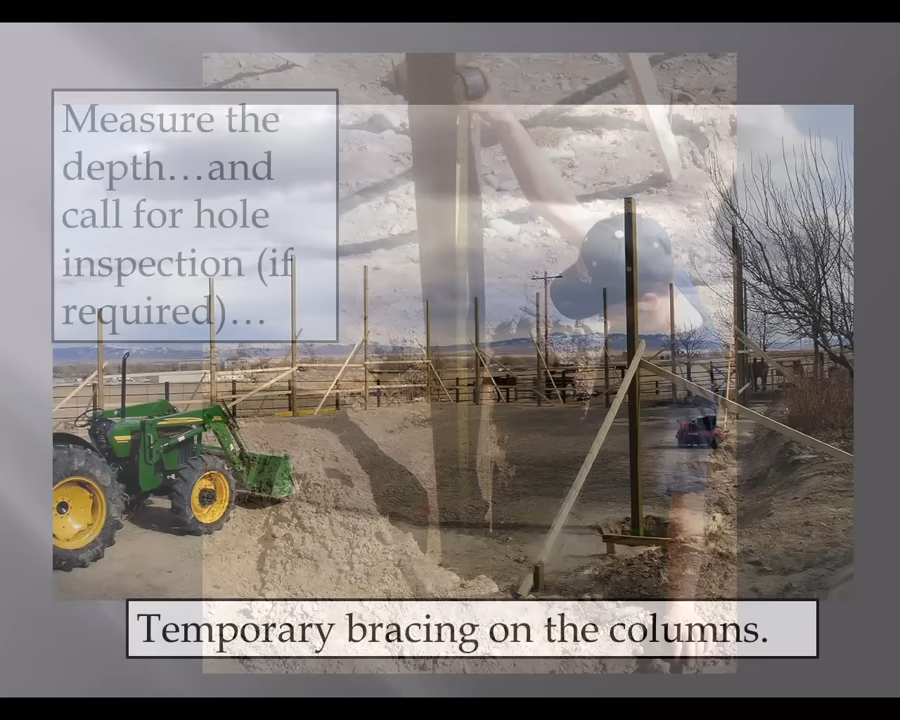 Measure the
depth…and
call for hole
inspection (if
required)…
Temporary bracing on the columns.